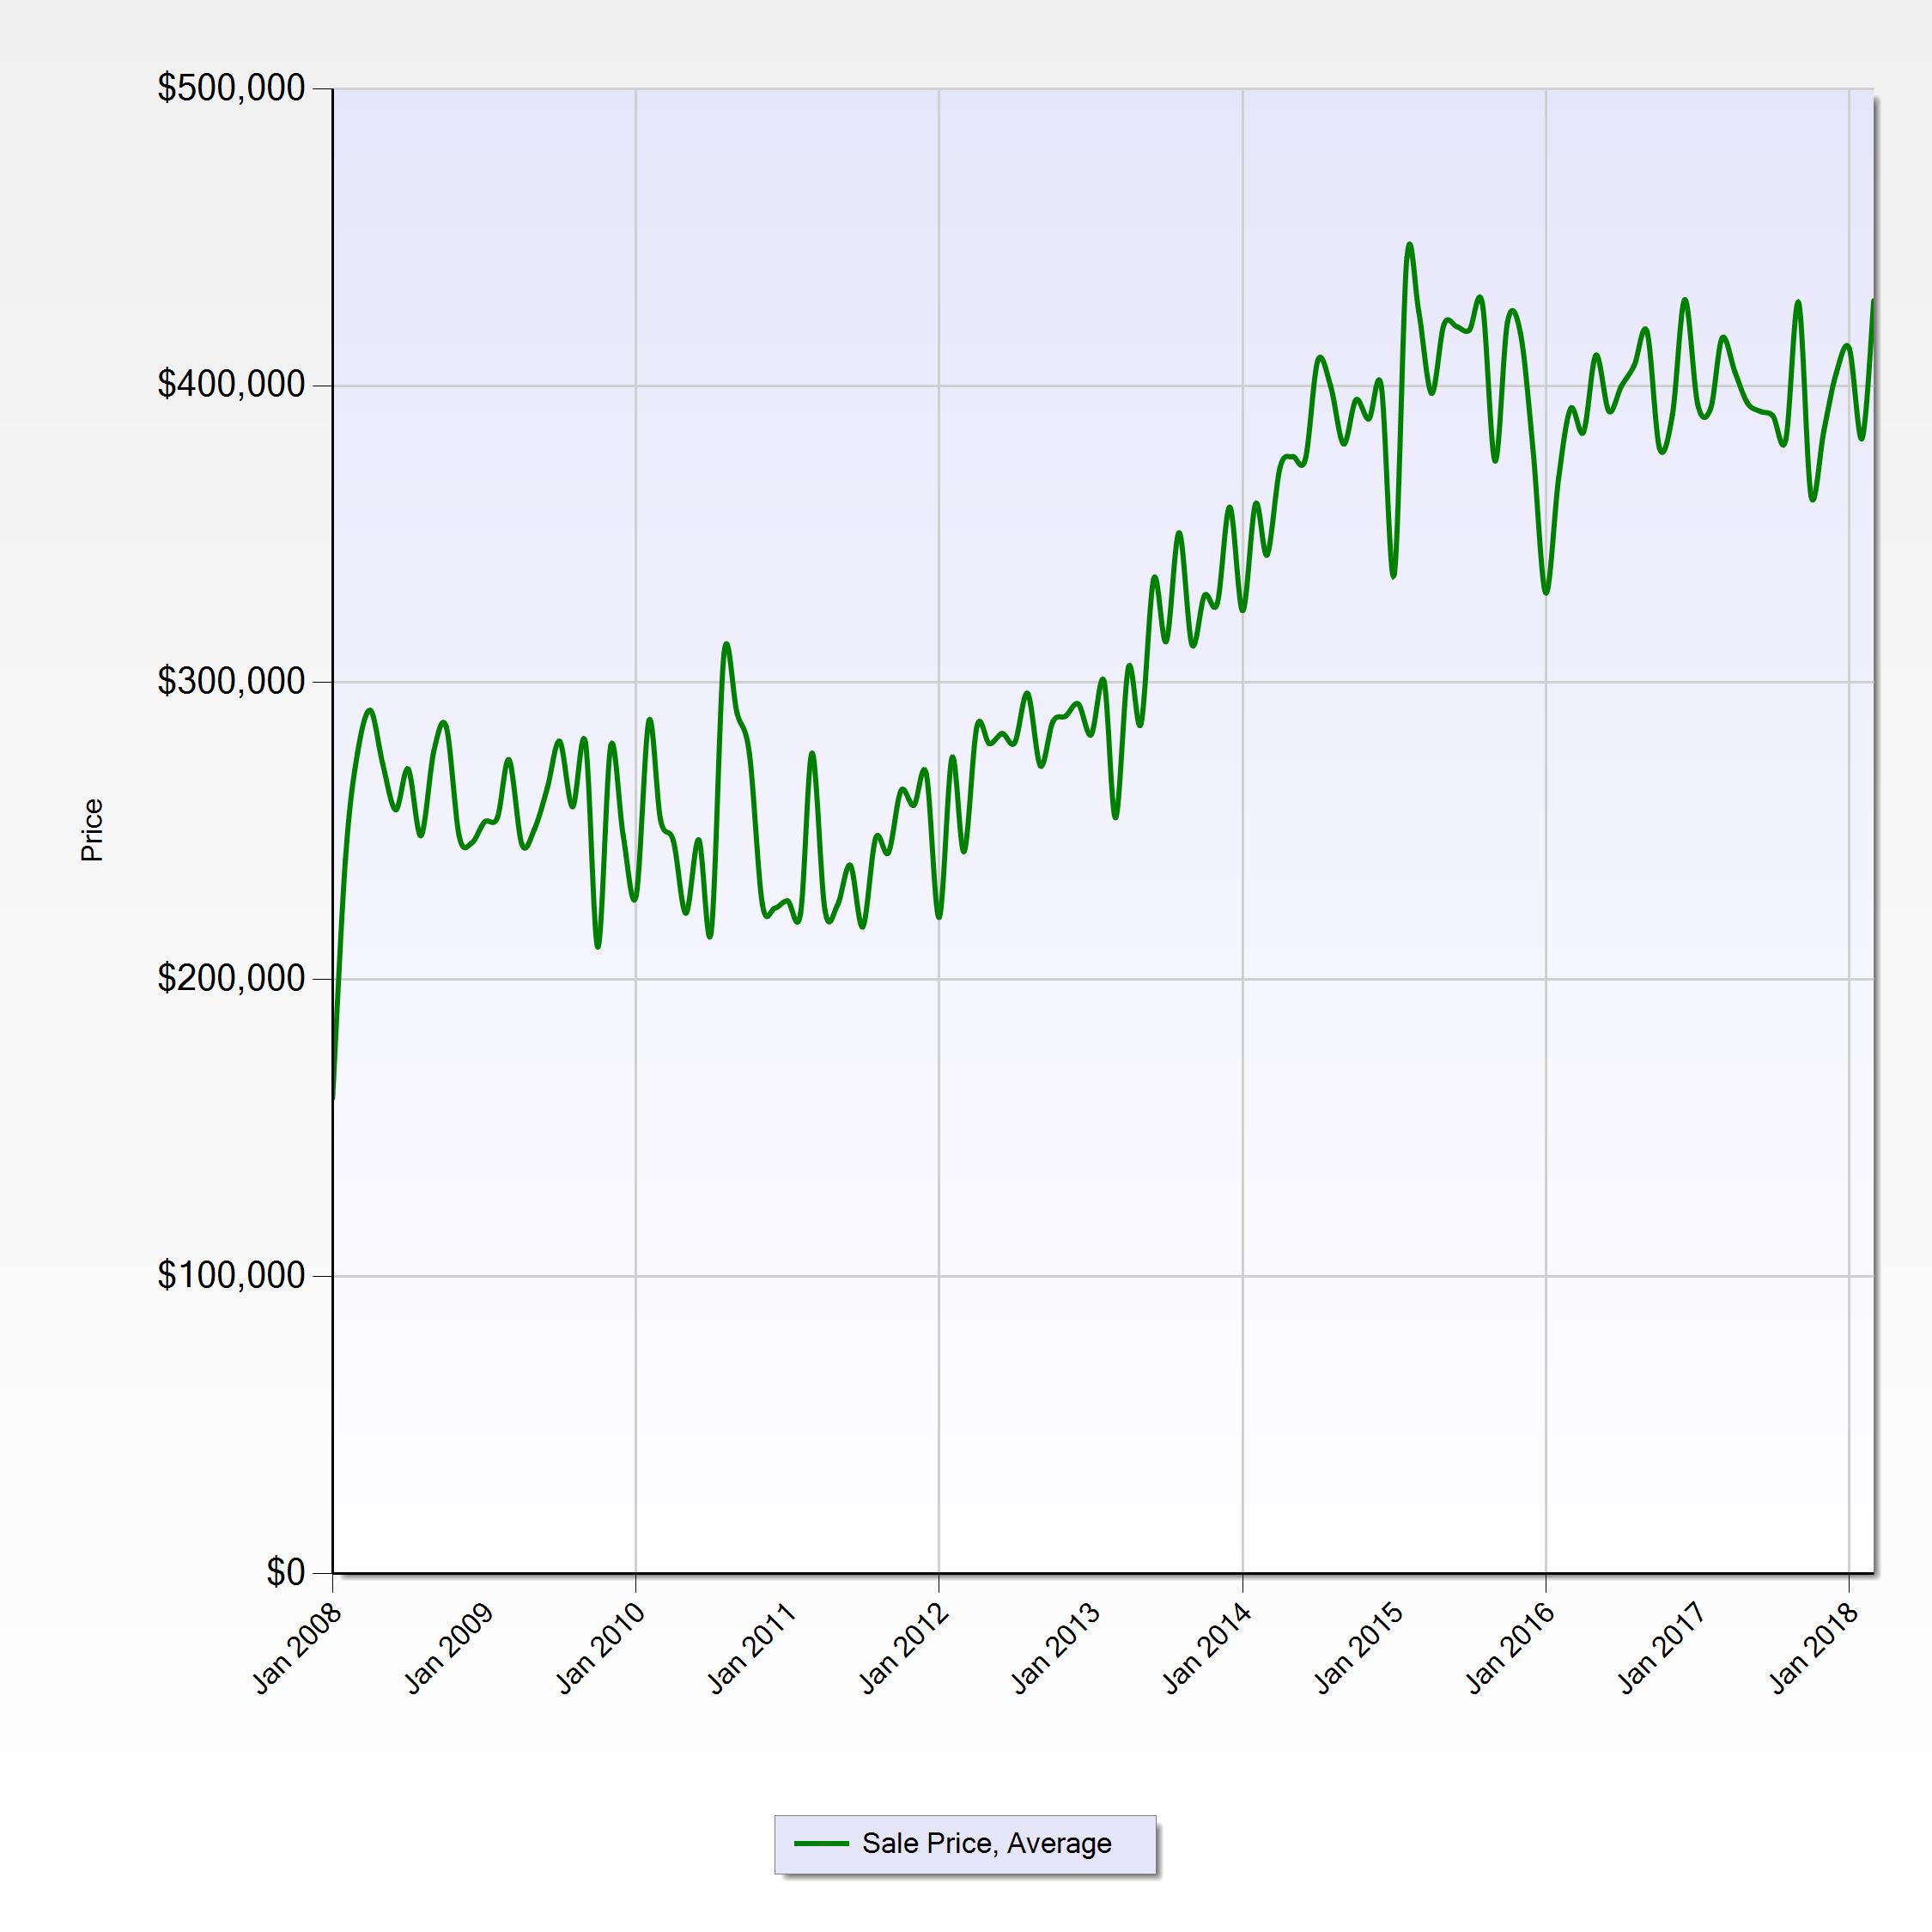 $500,000
$400,000
$300,000
$200,000
$100,000
$0
Price
Jan 2008
Jan 2009
Jan 2010
Jan 2011
Jan 2012
Jan 2013
Jan 2014
Jan 2015
Jan 2016
Jan 2017
Jan 2018
Sale Price, Average